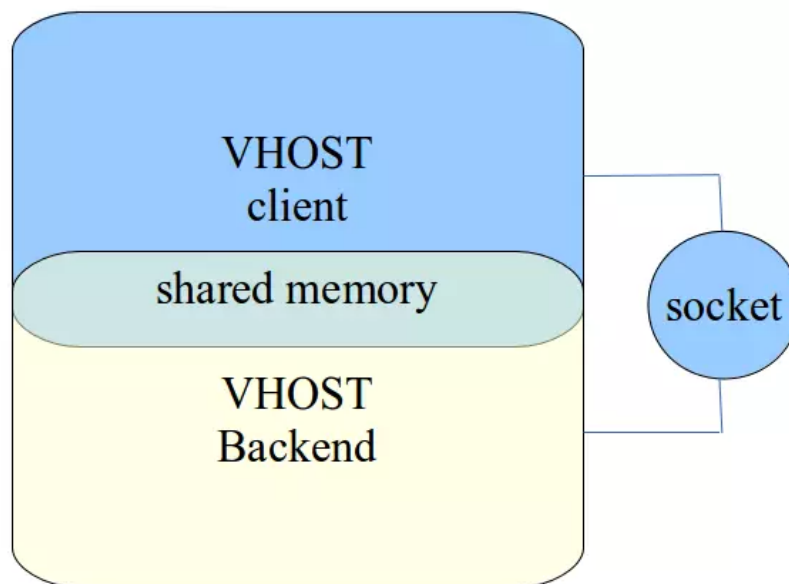 VHOST
client
shared memory
socket
VHOST
Backend